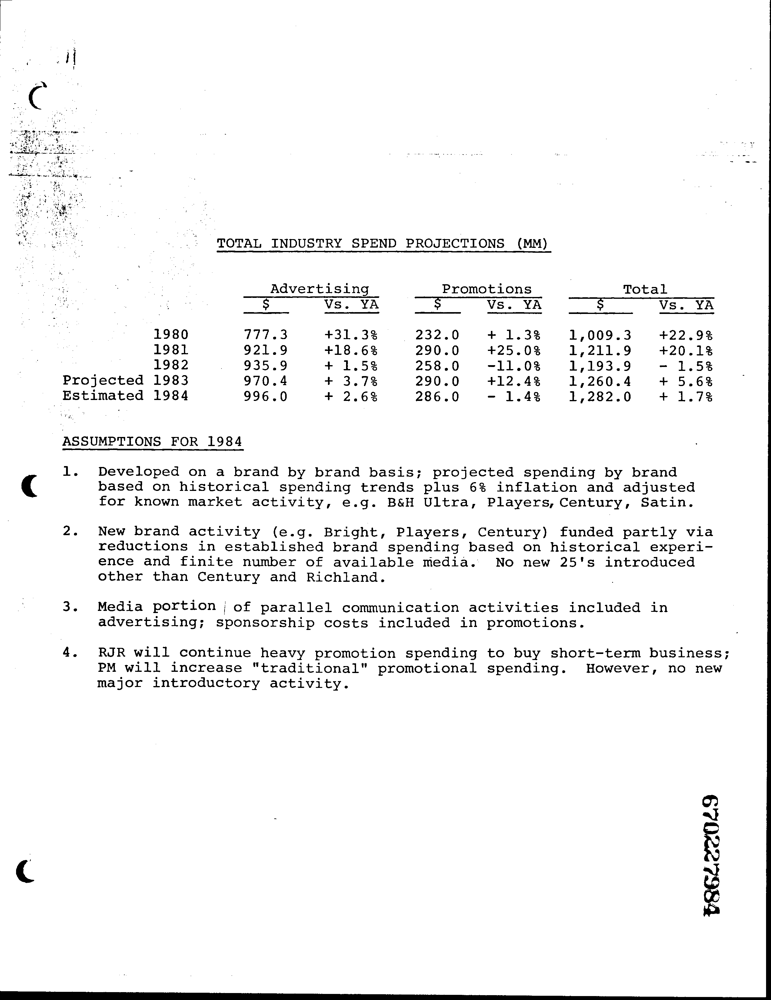 TOTAL INDUSTRY SPEND PROJECTIONS (MM)
Advertising Promotions Total
$ Vs. YA $ Vs. YA $ Vs. YA
1980 777.3 +31.3% 232.0 + 1.3% 1,009.3 +22.9%
1981 921.9 +18.6% 290.0 +25.0% 1,211.9 +20.1%
1982 935.9 + 1.5% 258.0 -11.0% 1,193.9 - 1.5%
Projected 1983 970.4 + 3.7% 290.0 +12.4% 1,260.4 + 5.6%
Estimated 1984 996.0 + 2.6% 286.0 - 1.4% 1,282.0 + 1.7%
ASSUMPTIONS FOR 1984
1. Developed on a brand by brand basis; projected spending by brand
based on historical spending trends plus 6% inflation and adjusted
for known market activity, e.g. B&H Ultra, Players, Century, Satin.
2. New brand activity (e.g. Bright, Players, Century) funded partly via
reductions in established brand spending based on historical experi-
ence and finite number of available media. No new 25's introduced
other than Century and Richland.
3. Media portion of parallel communication activities included in
advertising; sponsorship costs included in promotions.
4. RJR will continue heavy promotion spending to buy short-term business;
PM will increase "traditional" promotional spending. However, no new
major introductory activity.
670227984